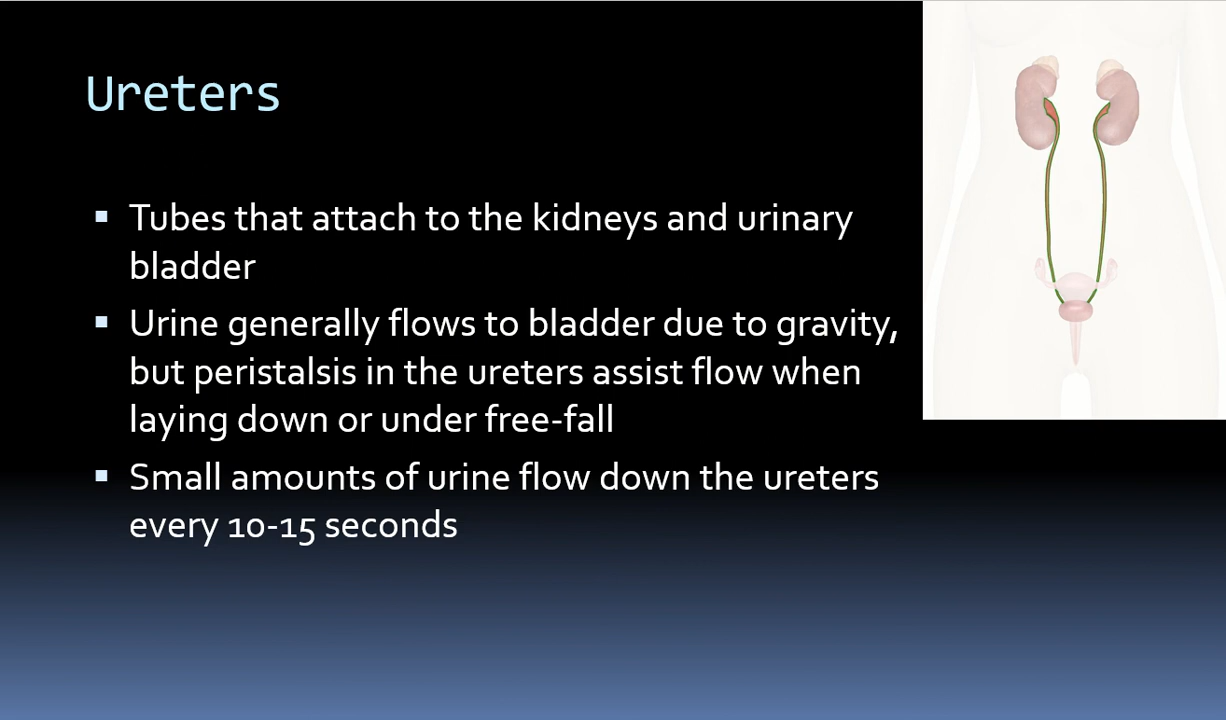 Ureters
Tubes that attach to the kidneys and urinary
bladder
Urine generally flows to bladder due to gravity,
but peristalsis in the ureters assist flow when
laying down or under free-fall
Small amounts of urine flow down the ureters
every 10-15 seconds